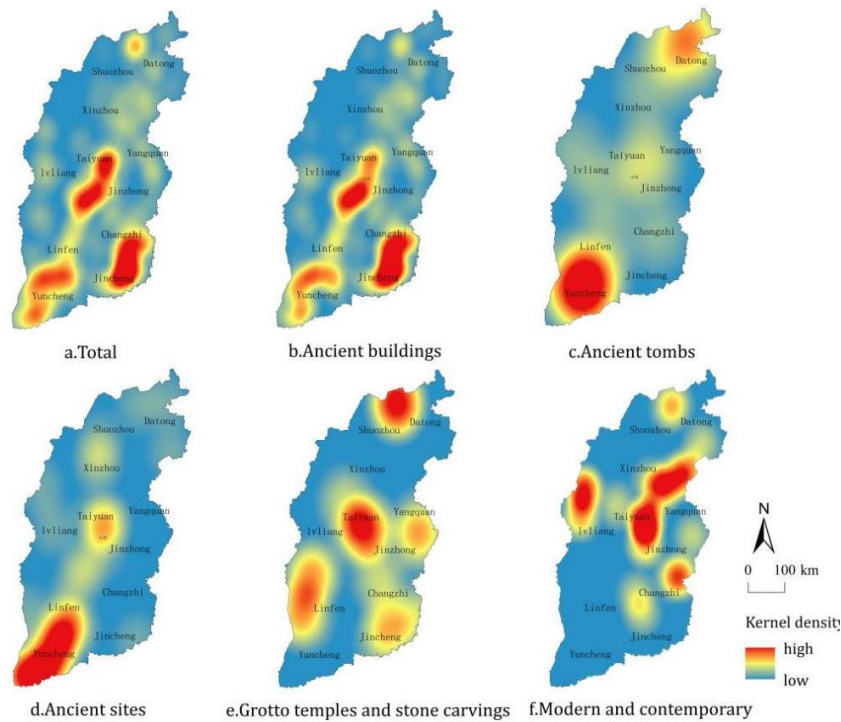 Datong
Shuozhou
Xinzhou
Taiyuan
Yangquan
lvliang
Jinzhong
Changzhi
Linfen
Jincheng
Yuncheng
a.Total
Datong
Shuozhou
Xinzhou
Taiyuan
Yangquan
lvliang
Jinzhong
Changzhi
Linfen
Jincheng
Yuncheng
b.Ancient buildings
Datong
Shuozhou
Xinzhou
Taiyuan
Yangquan
lvliang
Jinzhong
Changzhi
Linfen
Jincheng
Yuncheng
c.Ancient tombs
Datong
Shuozhou
Xinzhou
Taiyuan
Yangquan
lvliang
Jinzhong
Changzhi
Linfen
Jincheng
Yuncheng
d.Ancient sites
Datong
Shuozhou
Xinzhou
Taiyuan
Yangquan
lvliang
Jinzhong
Changzhi
Linfen
Jincheng
Yuncheng
e.Grotto temples and stone carvings
Datong
Shuozhou
Xinzhou
Taiyuan
Yangquan
lvliang
Jinzhong
Changzhi
Linfen
Jincheng
Yuncheng
f.Modern and contemporary
N
0 100 km
Kernel density
high
low